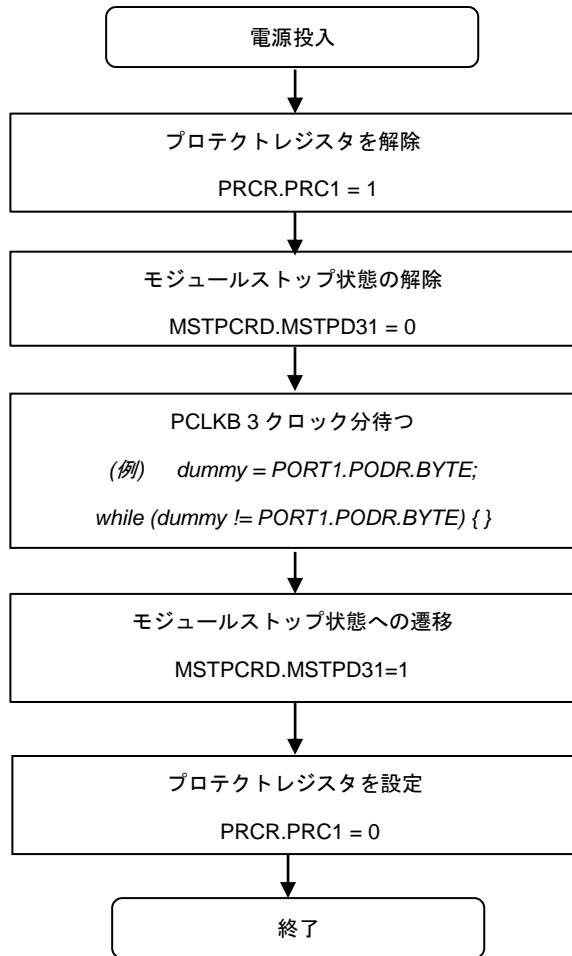 電源投入
プロテクトレジスタを解除
PRCR.PRC1 = 1
モジュールストップ状態の解除
MSTPCRD.MSTPD31 = 0
PCLKB 3 クロック分待つ
(例) dummy = PORT1.PODR.BYTE;
while (dummy != PORT1.PODR.BYTE) { }
モジュールストップ状態への遷移
MSTPCRD.MSTPD31=1
プロテクトレジスタを設定
PRCR.PRC1 = 0
終了